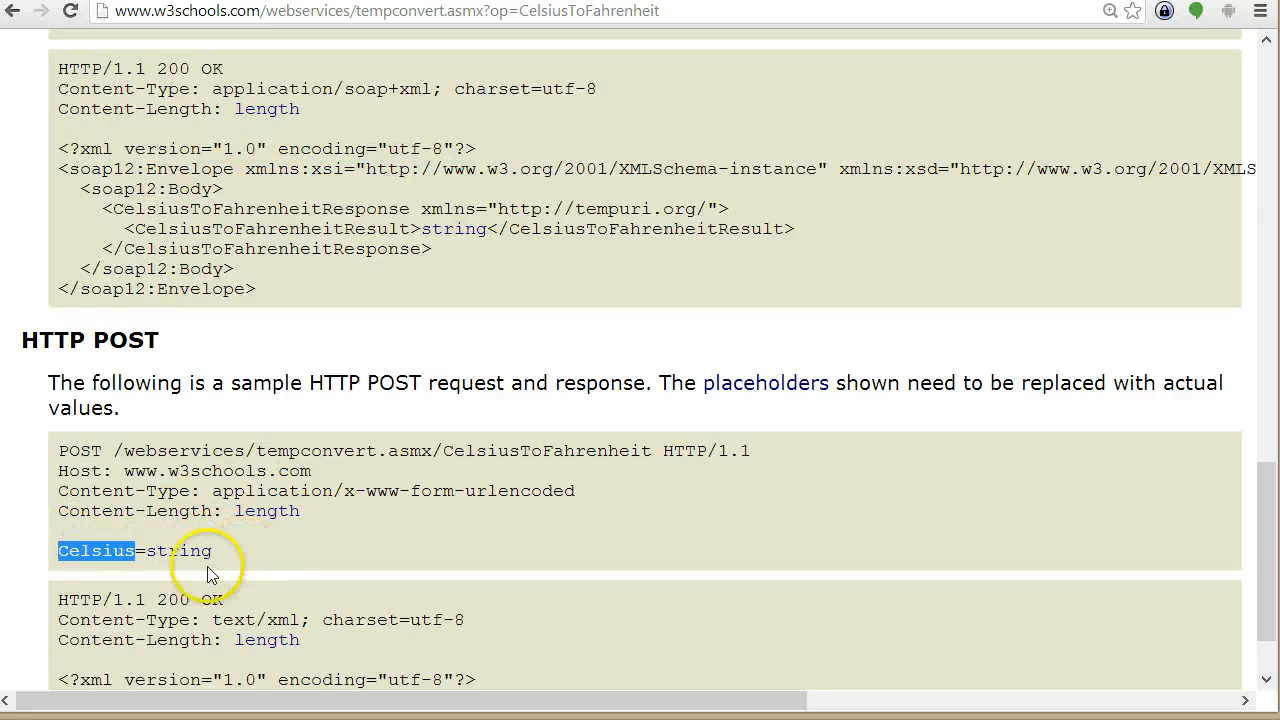 www.w3schools.com/webservices/tempconvert.asmx?op=CelsiusToFahrenheit
HTTP/1.1 200 OK
Content-Type: application/soap+xml; charset=utf-8
Content-Length: length
<?xml version="1.0" encoding="utf-8"?>
<soap12:Envelope xmlns:xsi="http://www.w3.org/2001/XMLSchema-instance" xmlns:xsd="http://www.w3.org/2001/XMLS
<soap12:Body>
<CelsiusToFahrenheitResponse xmlns="http://tempuri.org/">
<CelsiusToFahrenheitResult>string</CelsiusToFahrenheitResult>
</CelsiusToFahrenheitResponse>
</soap12:Body>
</soap12:Envelope>
HTTP POST
The following is a sample HTTP POST request and response. The placeholders shown need to be replaced with actual
values.
POST /webservices/tempconvert.asmx/CelsiusToFahrenheit HTTP/1.1
Host: www.w3schools.com
Content-Type: application/x-www-form-urlencoded
Content-Length: length
Celsius=string
HTTP/1.1 200 OK
Content-Type: text/xml; charset=utf-8
Content-Length: length
<?xml version="1.0" encoding="utf-8"?>